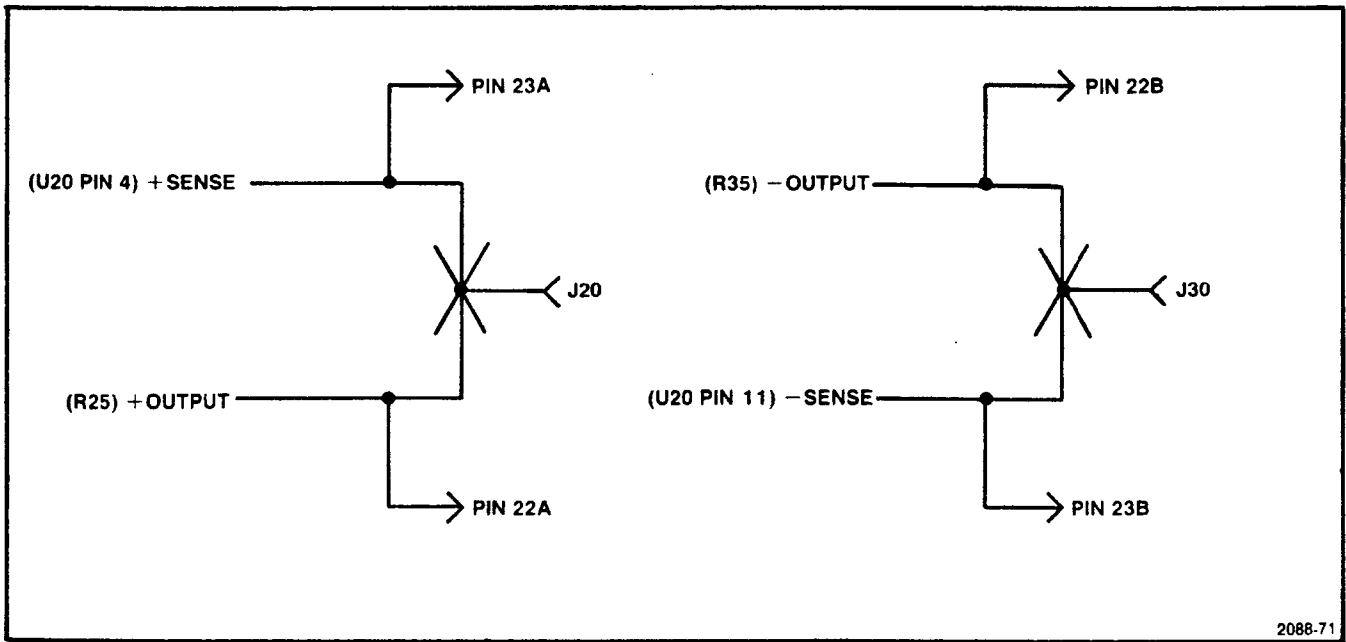 PIN 23A
(U20 PIN 4) +SENSE
J20
(R25) +OUTPUT
PIN 22A
PIN 22B
(R35) −OUTPUT
J30
(U20 PIN 11) −SENSE
PIN 23B
2088-71